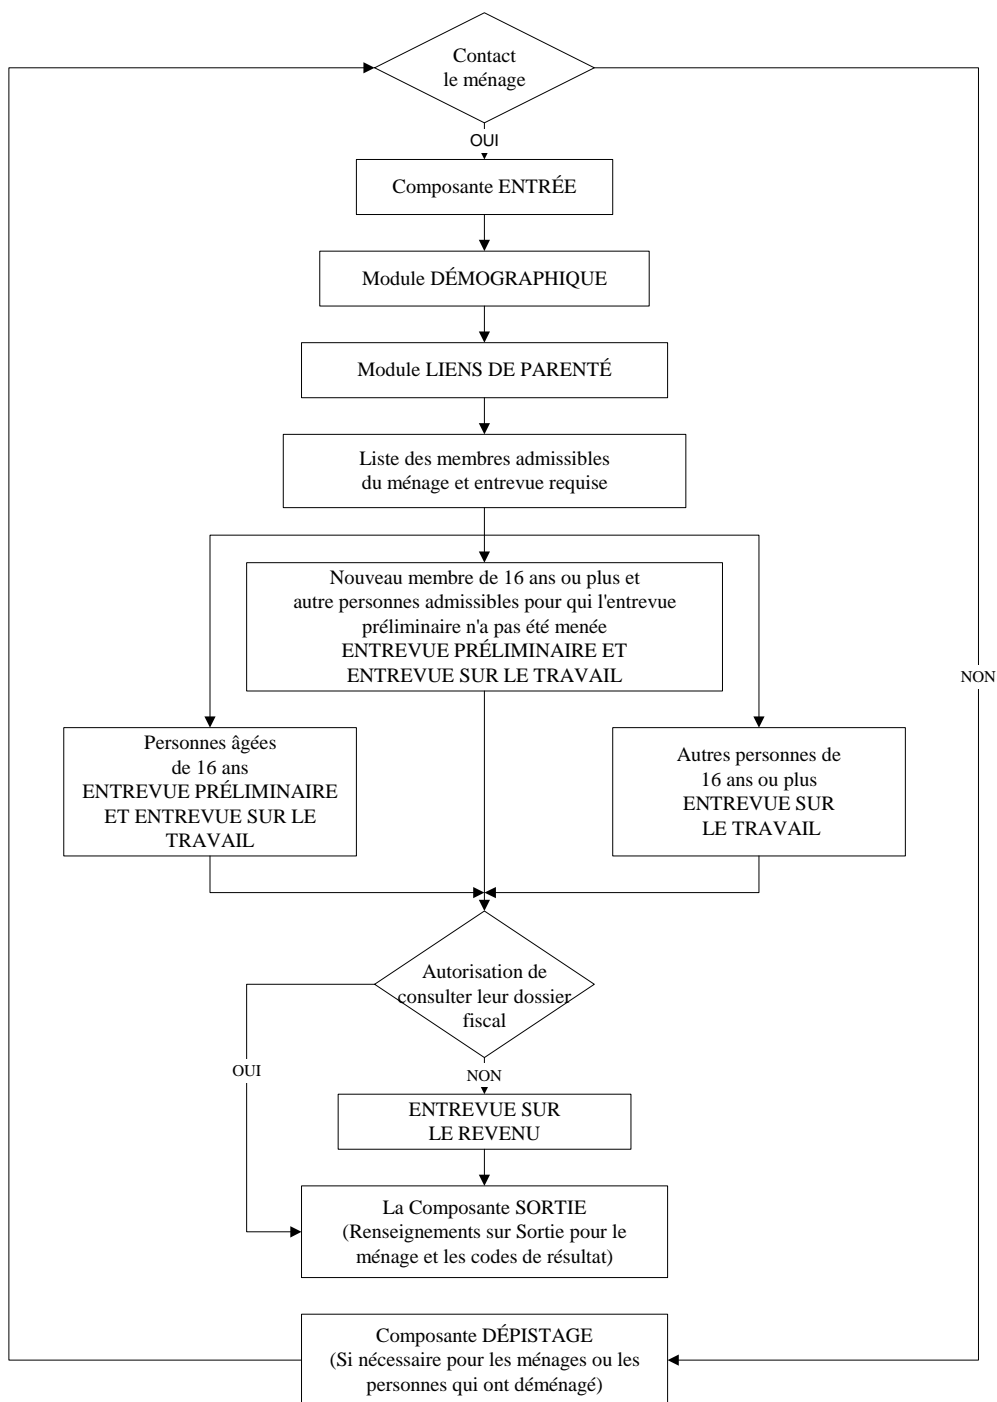 Contact
le ménage
OUI
Composante ENTRÉE
Module DÉMOGRAPHIQUE
Module LIENS DE PARENTÉ
Liste des membres admissibles
du ménage et entrevue requise
Nouveau membre de 16 ans ou plus et
autre personnes admissibles pour qui l'entrevue
préliminaire n'a pas été menée
ENTREVUE PRÉLIMINAIRE ET
ENTREVUE SUR LE TRAVAIL
NON
Personnes âgées
de 16 ans
ENTREVUE PRÉLIMINAIRE
ET ENTREVUE SUR LE
TRAVAIL
Autres personnes de
16 ans ou plus
ENTREVUE SUR
LE TRAVAIL
Autorisation de
consulter leur dossier
fiscal
OUI
NON
ENTREVUE SUR
LE REVENU
La Composante SORTIE
(Renseignements sur Sortie pour le
ménage et les codes de résultat)
Composante DÉPISTAGE
(Si nécessaire pour les ménages ou les
personnes qui ont déménagé)